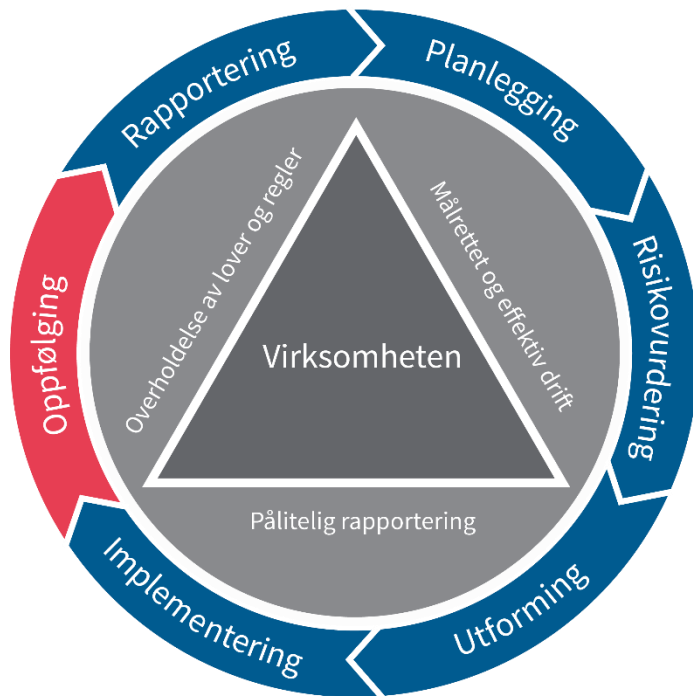 Rapportering
Planlegging
Risikovurdering
Utforming
Implementering
Oppfølging
Overholdelse av lover og regler
Målrettet og effektiv drift
Virksomheten
Pålitelig rapportering